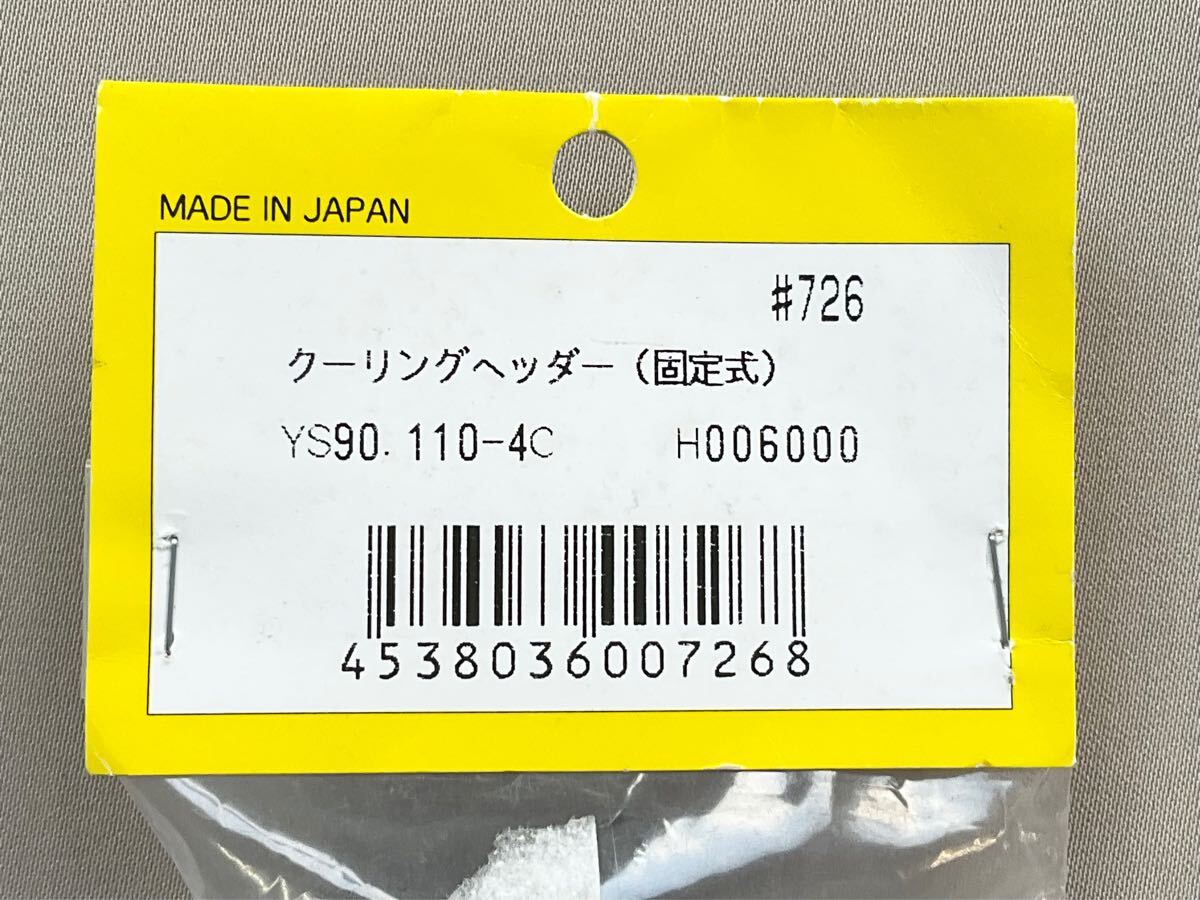 MADE IN JAPAN
#726
クーリングヘッダー(固定式)
YS90.110-4C H006000
4538036007268